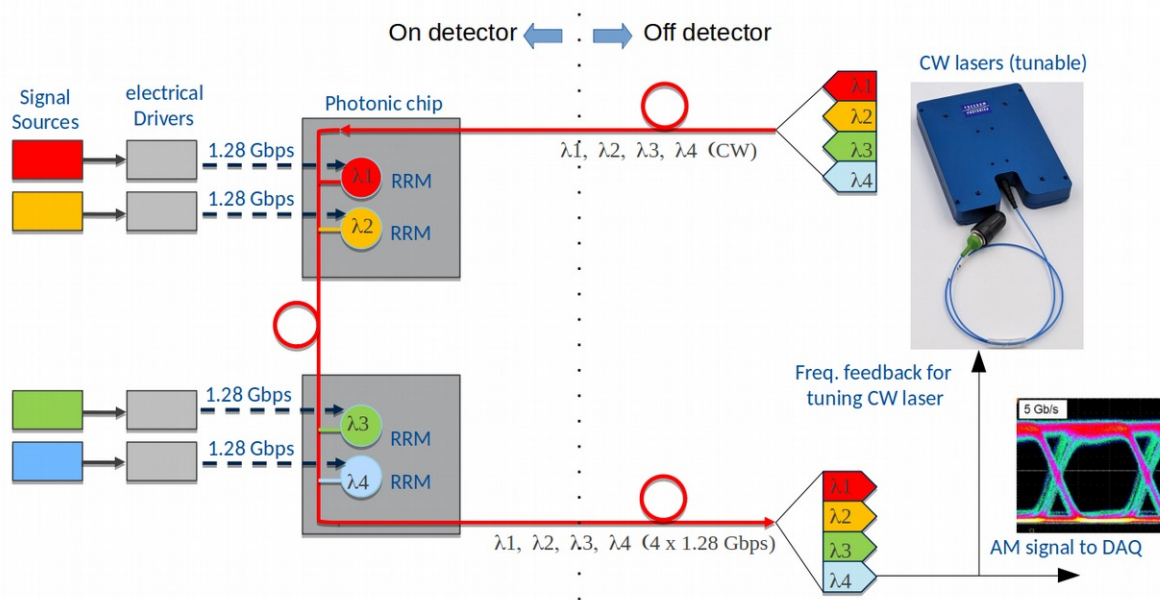 On detector
Off detector
CW lasers (tunable)
Signal
Sources
electrical
Drivers
Photonic chip
1.28 Gbps
1.28 Gbps
λ1
RRM
λ2
RRM
λ1, λ2, λ3, λ4 (CW)
λ1
λ2
λ3
λ4
FREEDOM
PHOTONICS
1.28 Gbps
1.28 Gbps
λ3
RRM
λ4
RRM
Freq. feedback for
tuning CW laser
5 Gb/s
λ1
λ2
λ3
λ4
λ1, λ2, λ3, λ4 (4 x 1.28 Gbps)
AM signal to DAQ